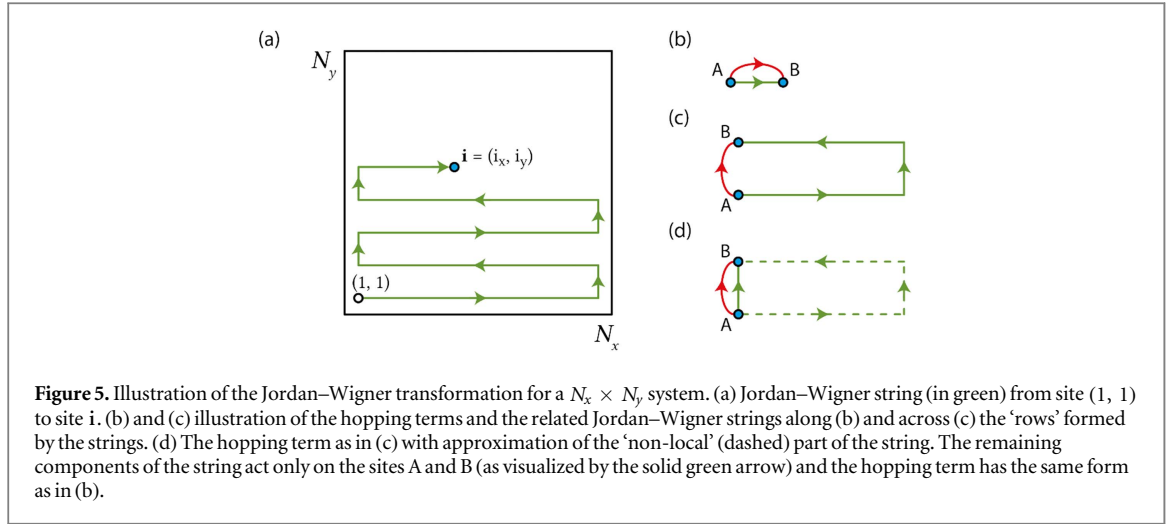 (a)
N_y
i = (i_x, i_y)
(1, 1)
N_x
(b)
A
B
(c)
B
A
(d)
B
A
Figure 5. Illustration of the Jordan–Wigner transformation for a N_x × N_y system. (a) Jordan–Wigner string (in green) from site (1, 1)
to site i. (b) and (c) illustration of the hopping terms and the related Jordan–Wigner strings along (b) and across (c) the ‘rows’ formed
by the strings. (d) The hopping term as in (c) with approximation of the ‘non-local’ (dashed) part of the string. The remaining
components of the string act only on the sites A and B (as visualized by the solid green arrow) and the hopping term has the same form
as in (b).